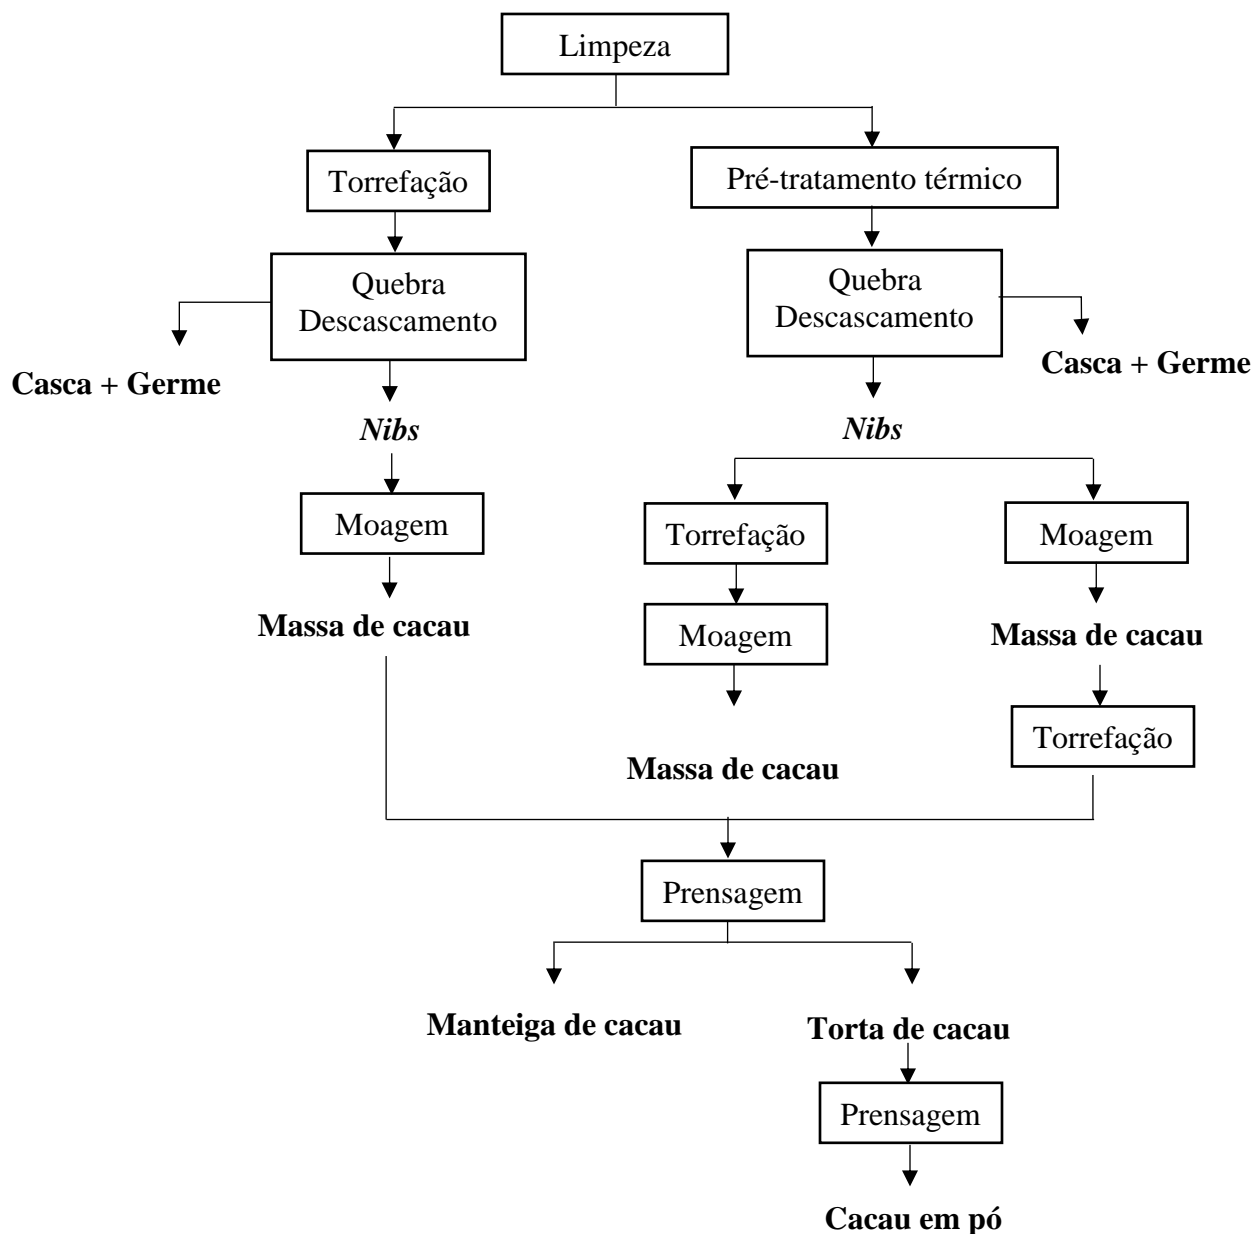 Limpeza
Torrefação
Pré-tratamento térmico
Quebra
Descascamento
Quebra
Descascamento
Casca + Germe
Casca + Germe
Nibs
Nibs
Moagem
Torrefação
Moagem
Massa de cacau
Moagem
Massa de cacau
Torrefação
Massa de cacau
Prensagem
Manteiga de cacau
Torta de cacau
Prensagem
Cacau em pó